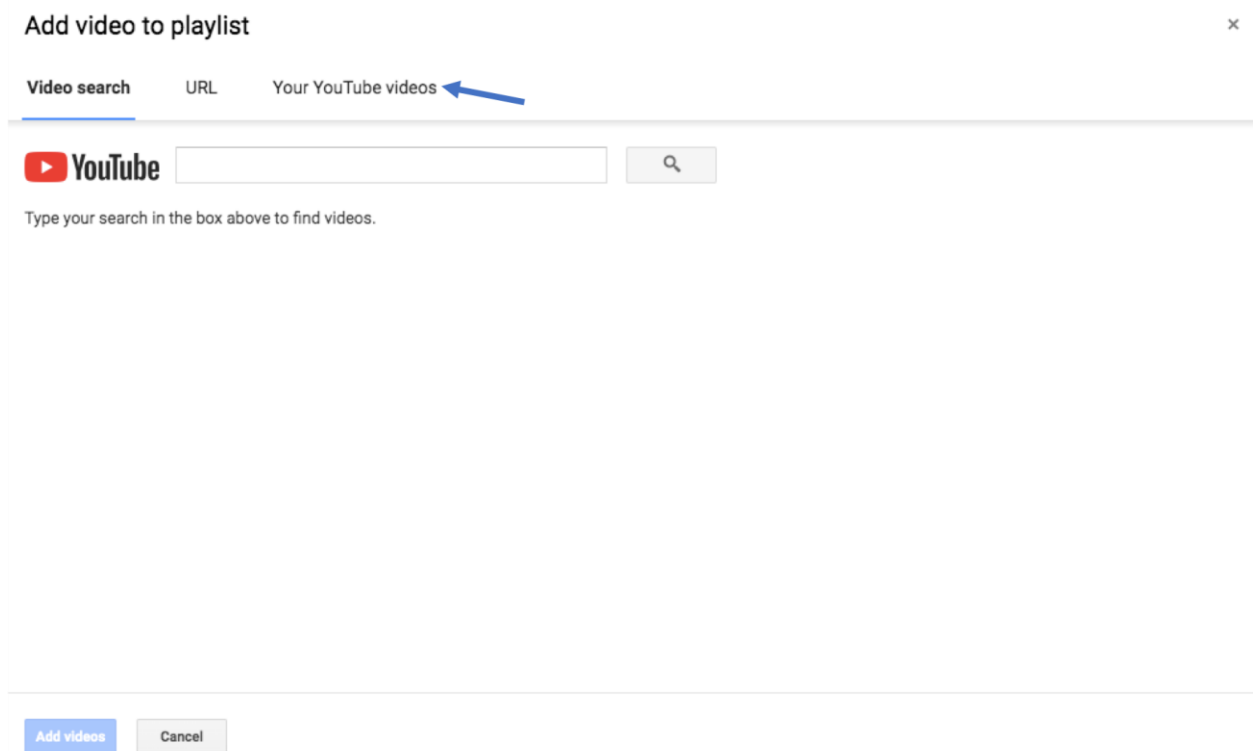 Add video to playlist ×
Video search URL Your YouTube videos
YouTube
Type your search in the box above to find videos.
Add videos Cancel